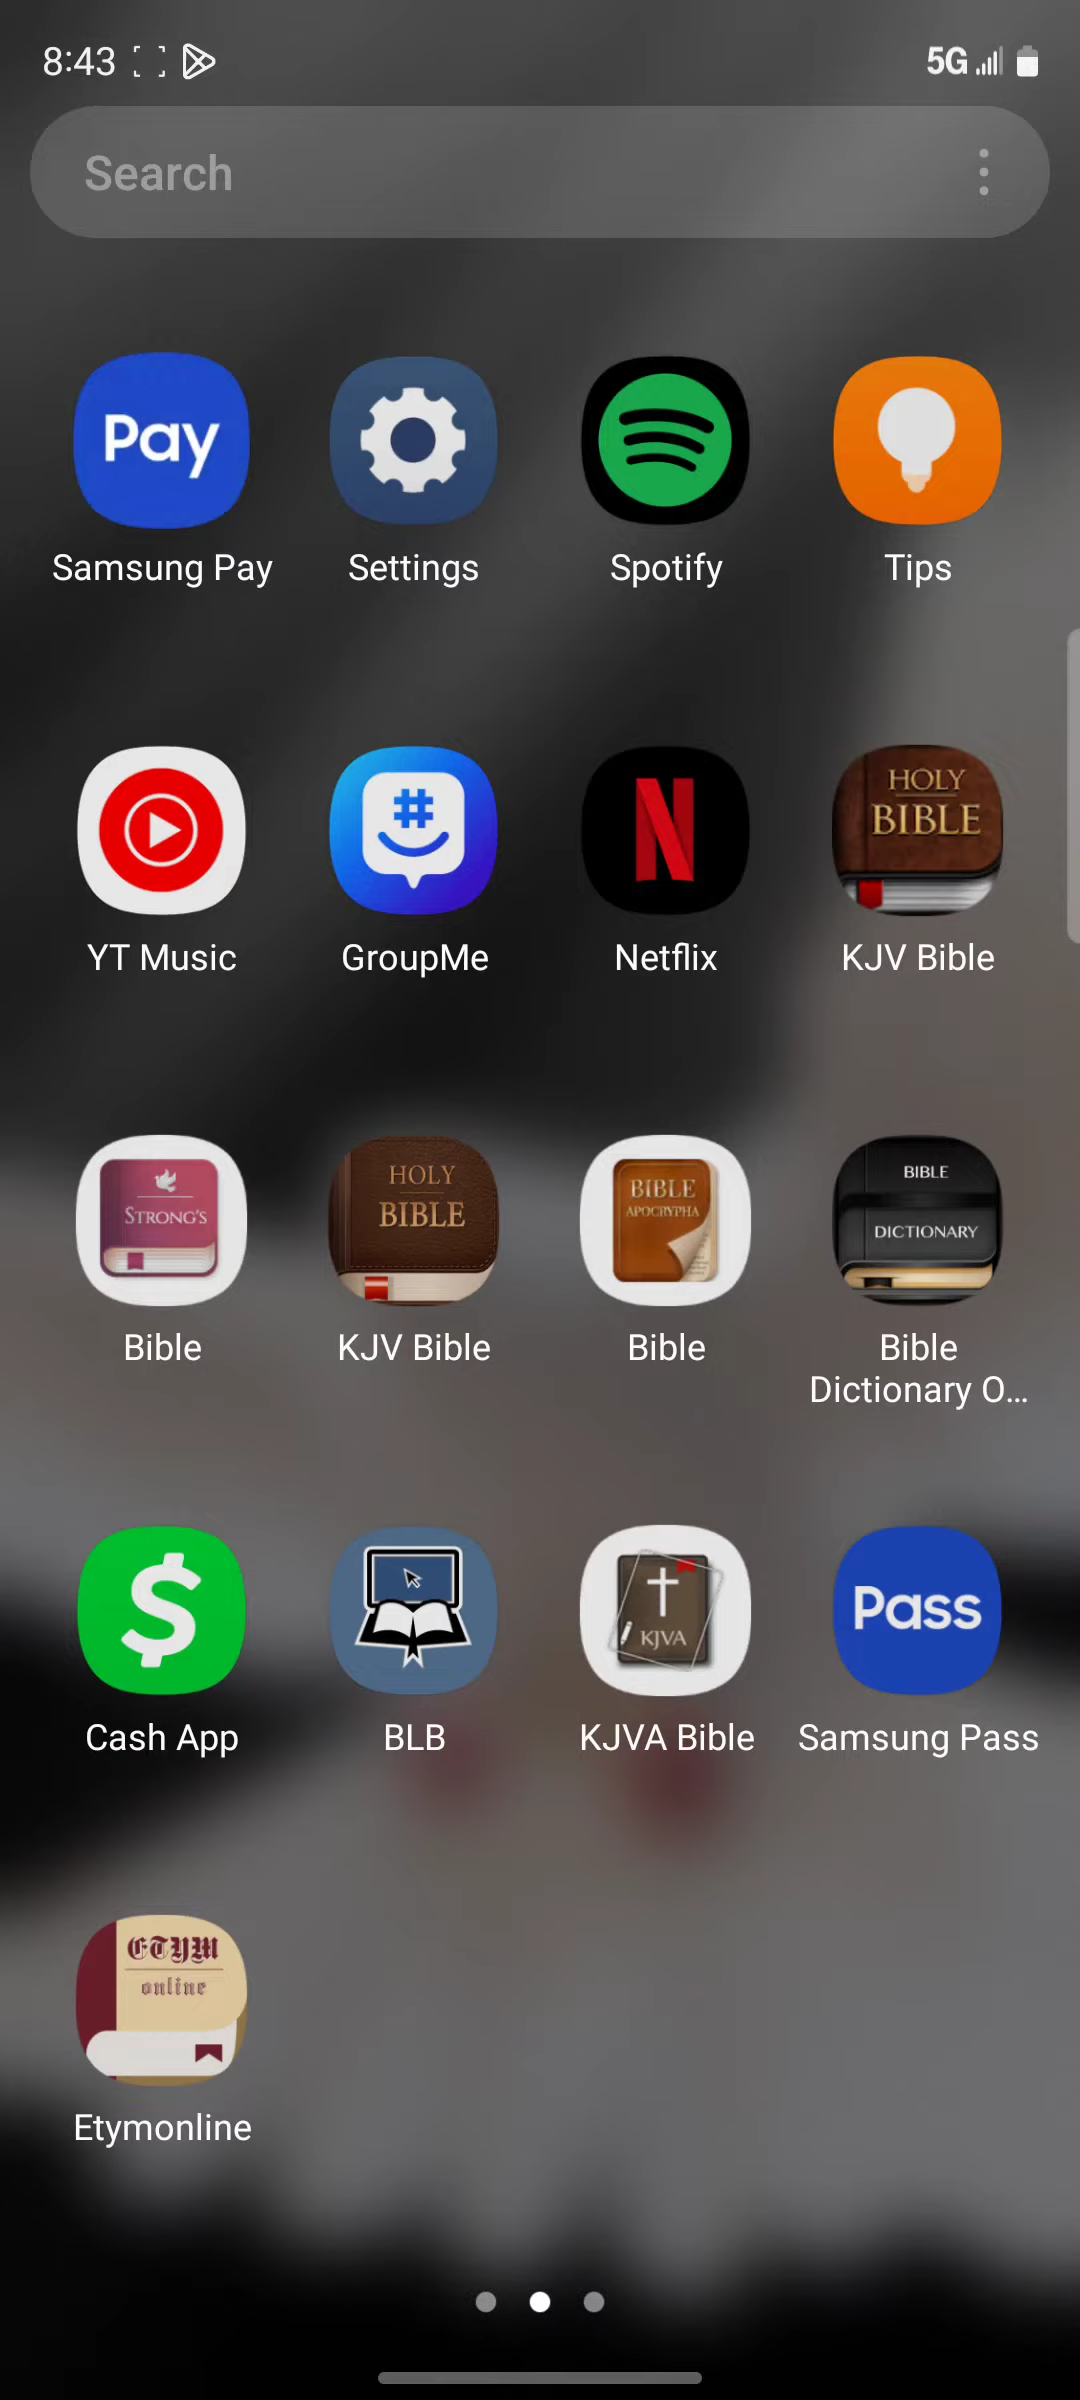 8:43
5G
Search
Pay
Samsung Pay
Settings
Spotify
Tips
HOLY
BIBLE
#
N
YT Music
GroupMe
Netflix
KJV Bible
STRONG'S
HOLY
BIBLE
BIBLE
APOCRYPHA
BIBLE
DICTIONARY
Bible
KJV Bible
Bible
Bible
Dictionary O...
$
KJVA
Pass
Cash App
BLB
KJVA Bible
Samsung Pass
ETYM
online
Etymonline